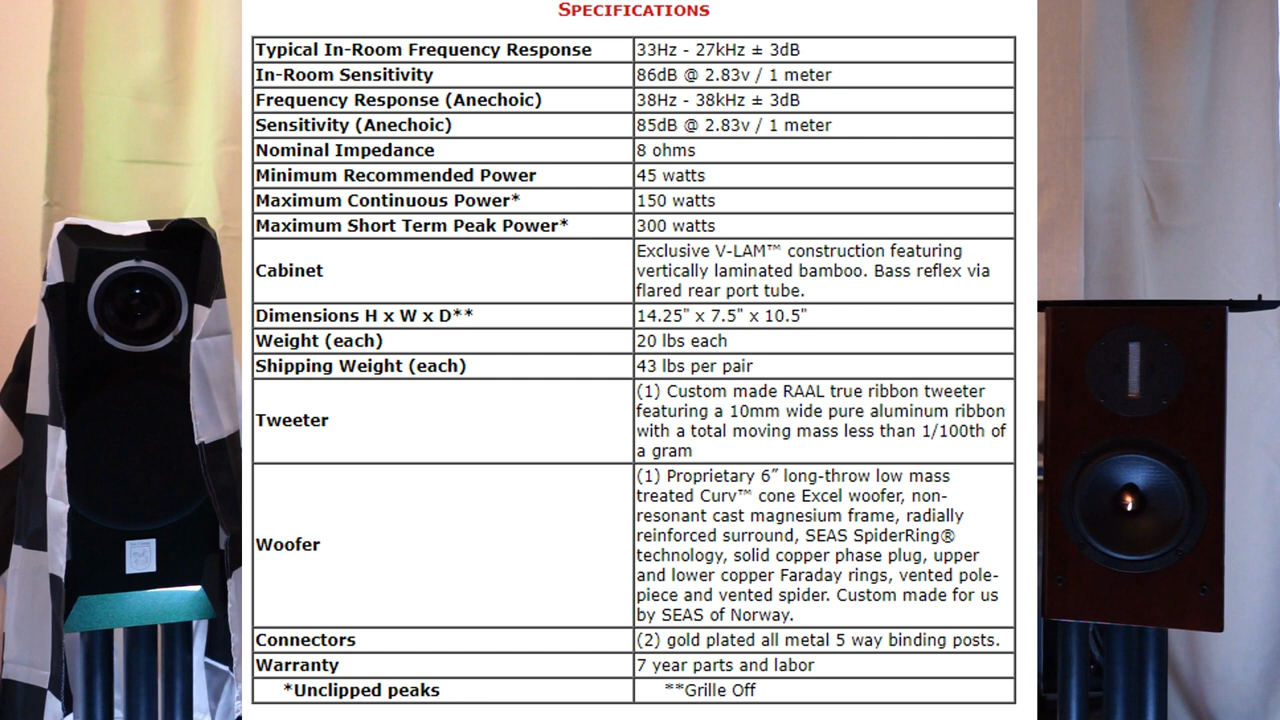 SPECIFICATIONS
Typical In-Room Frequency Response 33Hz - 27kHz ± 3dB
In-Room Sensitivity 86dB @ 2.83v / 1 meter
Frequency Response (Anechoic) 38Hz - 38kHz ± 3dB
Sensitivity (Anechoic) 85dB @ 2.83v / 1 meter
Nominal Impedance 8 ohms
Minimum Recommended Power 45 watts
Maximum Continuous Power* 150 watts
Maximum Short Term Peak Power* 300 watts
Cabinet
Exclusive V-LAM™ construction featuring
vertically laminated bamboo. Bass reflex via
flared rear port tube.
Dimensions H x W x D** 14.25" x 7.5" x 10.5"
Weight (each) 20 lbs each
Shipping Weight (each) 43 lbs per pair
Tweeter
(1) Custom made RAAL true ribbon tweeter
featuring a 10mm wide pure aluminum ribbon
with a total moving mass less than 1/100th of
a gram
Woofer
(1) Proprietary 6″ long-throw low mass
treated Curv™ cone Excel woofer, non-
resonant cast magnesium frame, radially
reinforced surround, SEAS SpiderRing®
technology, solid copper phase plug, upper
and lower copper Faraday rings, vented pole-
piece and vented spider. Custom made for us
by SEAS of Norway.
Connectors (2) gold plated all metal 5 way binding posts.
Warranty 7 year parts and labor
*Unclipped peaks **Grille Off